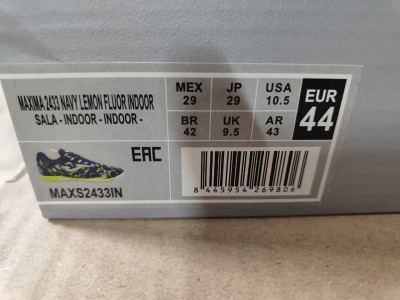 MAXIMA 2433 NAVY LEMON FLUOR INDOOR
SALA - INDOOR - INDOOR -
EAC
MAXS2433IN
MEX 29
JP 29
USA 10.5
BR 42
UK 9.5
AR 43
EUR 44
8 445954 269806